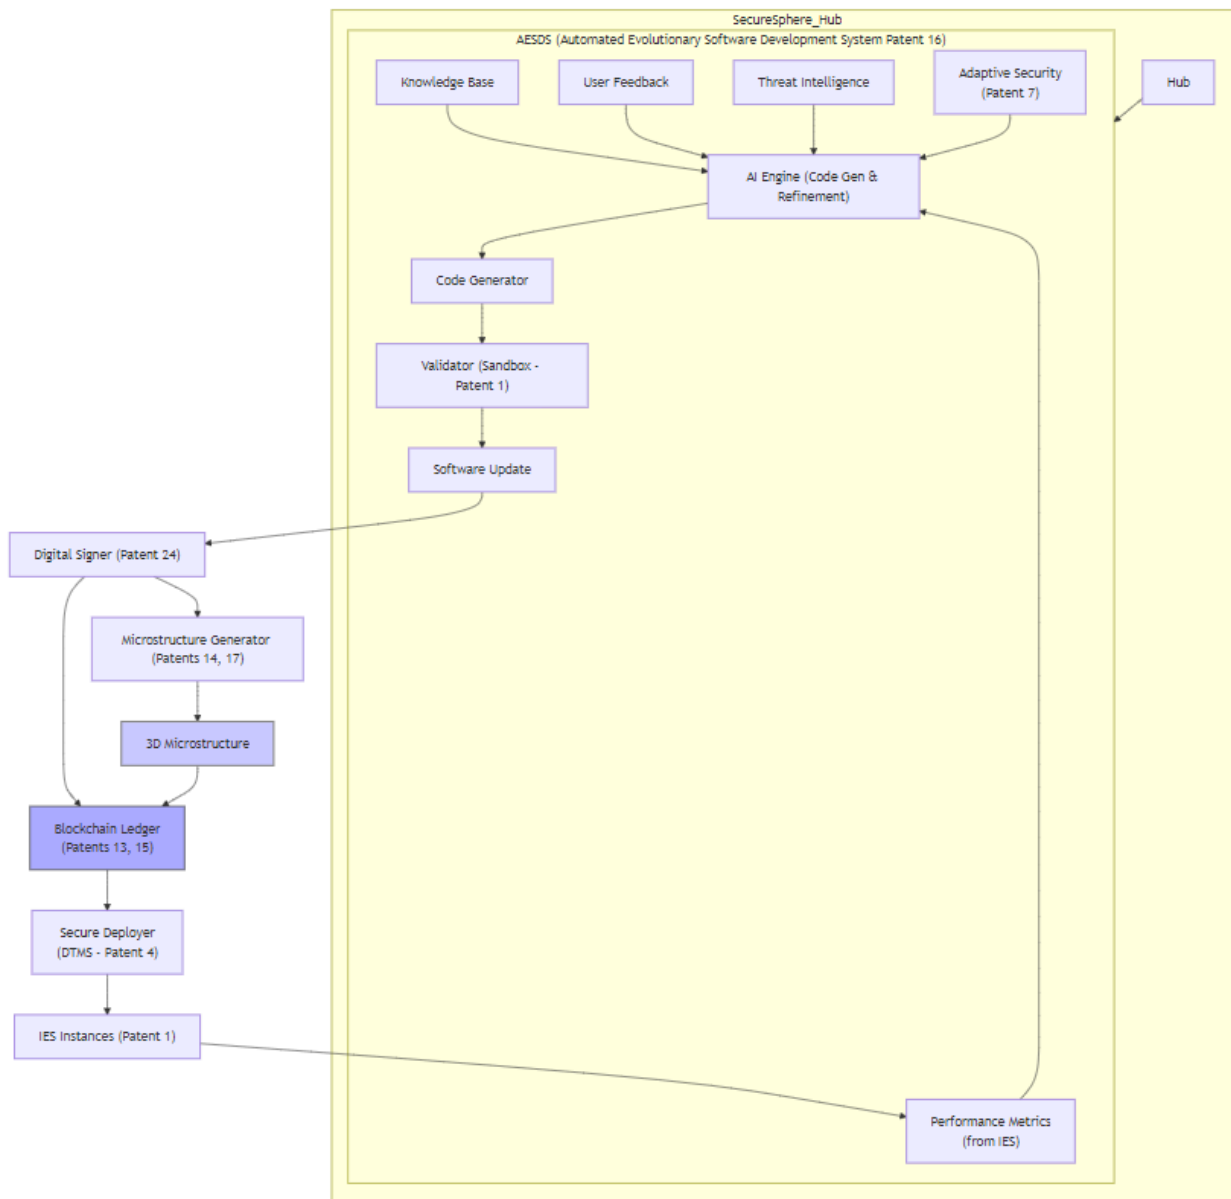 SecureSphere_Hub
AESDS (Automated Evolutionary Software Development System Patent 16)
Knowledge Base
User Feedback
Threat Intelligence
Adaptive Security
(Patent 7)
Hub
AI Engine (Code Gen &
Refinement)
Code Generator
Validator (Sandbox -
Patent 1)
Software Update
Digital Signer (Patent 24)
Microstructure Generator
(Patents 14, 17)
3D Microstructure
Blockchain Ledger
(Patents 13, 15)
Secure Deployer
(DTMS - Patent 4)
IES Instances (Patent 1)
Performance Metrics
(from IES)